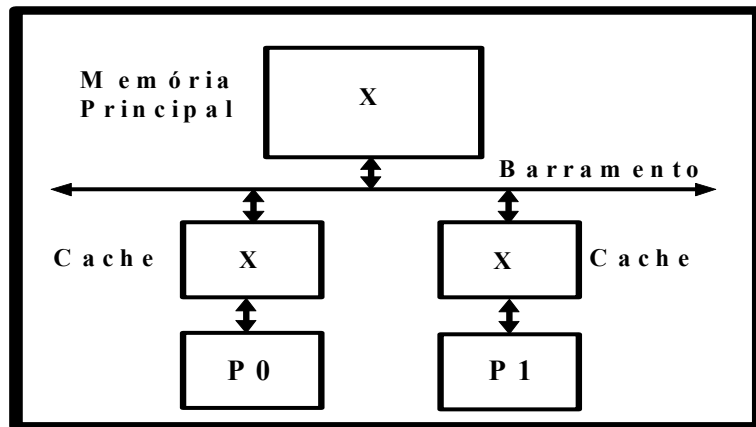 Memória
Principal
X
Barramento
Cache
X
X
Cache
P0
P1